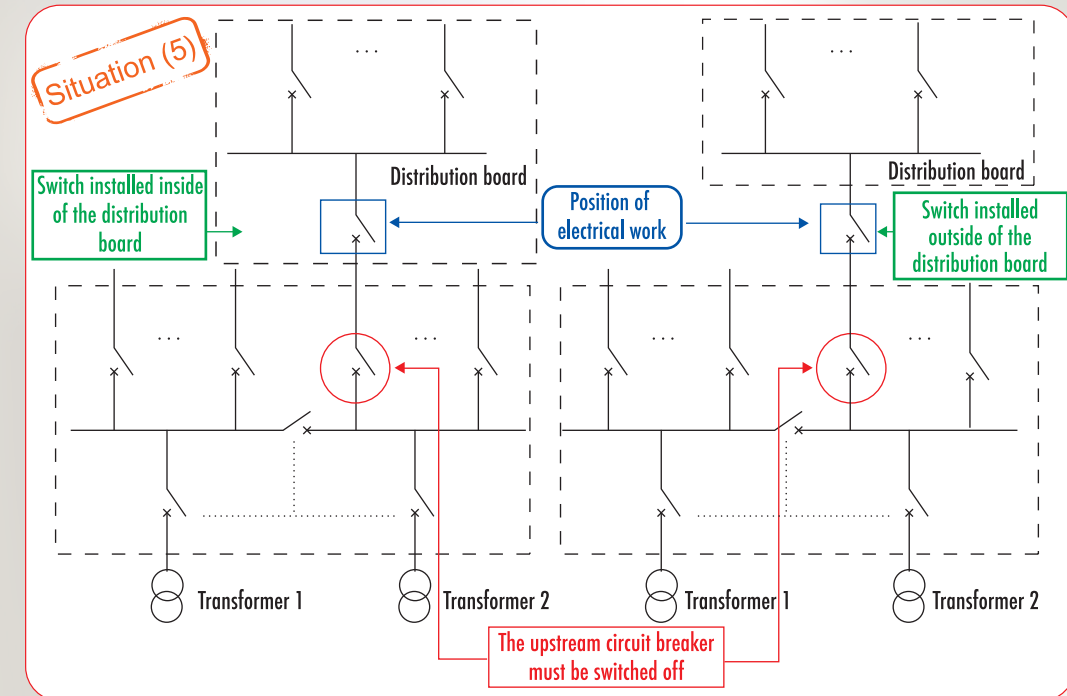 Situation (5)
. . .
. . .
Distribution board
Distribution board
Switch installed inside
of the distribution
board
Position of
electrical work
Switch installed
outside of the
distribution board
. . .
. . .
. . .
. . .
Transformer 1
Transformer 2
Transformer 1
Transformer 2
The upstream circuit breaker
must be switched off